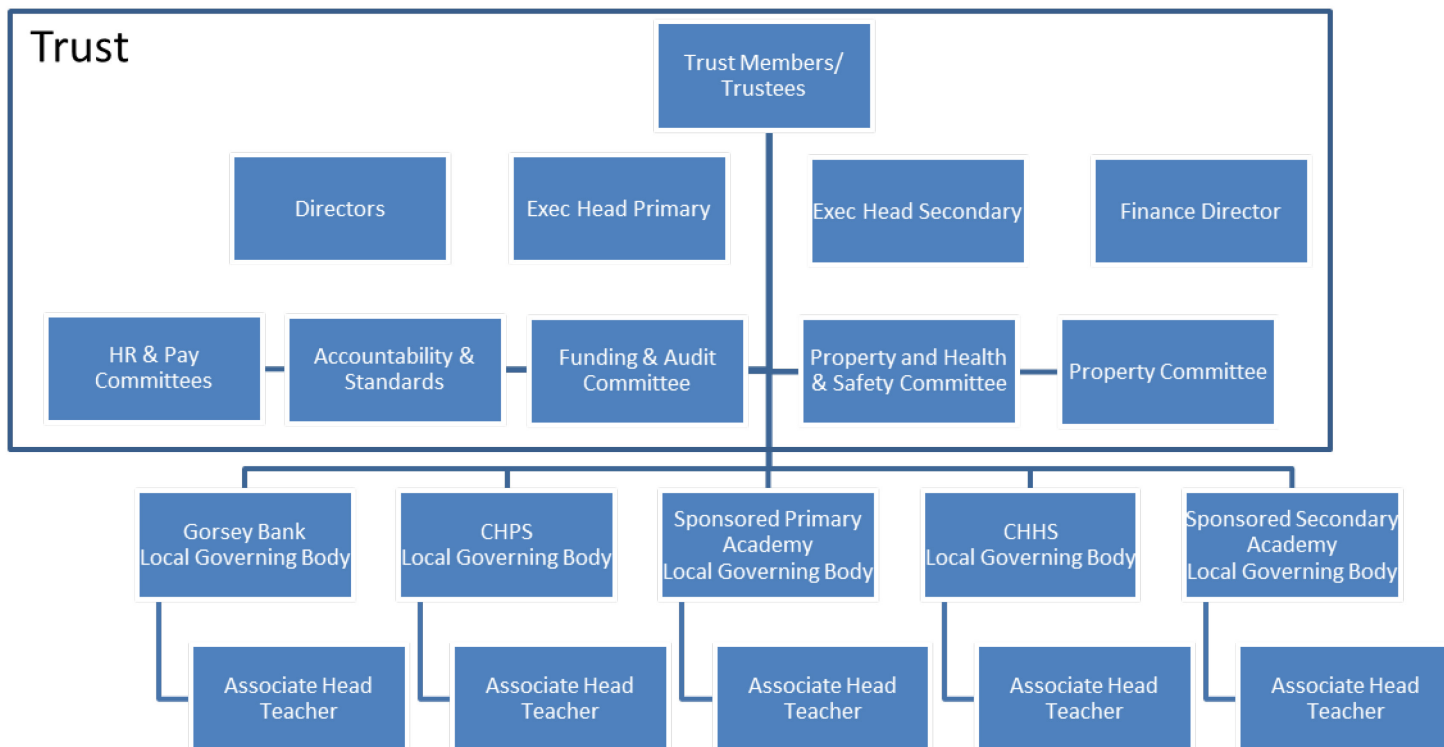 Trust
Trust Members/
Trustees
Directors
Exec Head Primary
Exec Head Secondary
Finance Director
HR & Pay
Committees
Accountability &
Standards
Funding & Audit
Committee
Property and Health
& Safety Committee
Property Committee
Gorsey Bank
Local Governing Body
CHPS
Local Governing Body
Sponsored Primary
Academy
Local Governing Body
CHHS
Local Governing Body
Sponsored Secondary
Academy
Local Governing Body
Associate Head
Teacher
Associate Head
Teacher
Associate Head
Teacher
Associate Head
Teacher
Associate Head
Teacher